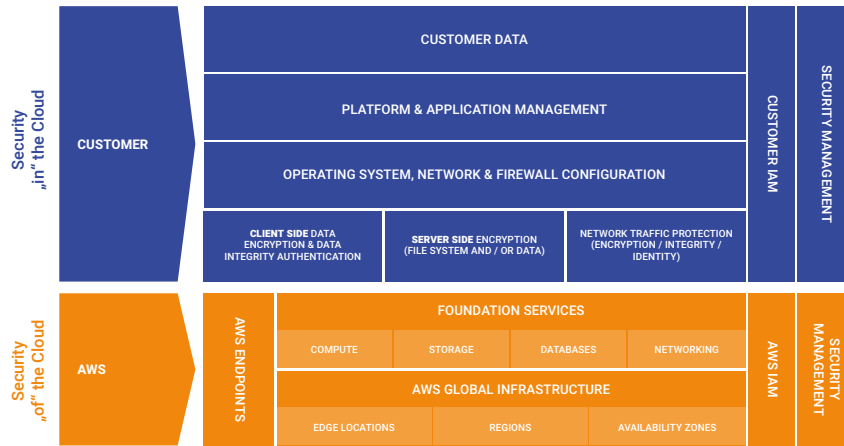 Security
„in“ the Cloud
CUSTOMER
CUSTOMER DATA
PLATFORM & APPLICATION MANAGEMENT
OPERATING SYSTEM, NETWORK & FIREWALL CONFIGURATION
CLIENT SIDE DATA
ENCRYPTION & DATA
INTEGRITY AUTHENTICATION
SERVER SIDE ENCRYPTION
(FILE SYSTEM AND / OR DATA)
NETWORK TRAFFIC PROTECTION
(ENCRYPTION / INTEGRITY /
IDENTITY)
CUSTOMER IAM
SECURITY MANAGEMENT
Security
„of“ the Cloud
AWS
AWS ENDPOINTS
FOUNDATION SERVICES
COMPUTE
STORAGE
DATABASES
NETWORKING
AWS GLOBAL INFRASTRUCTURE
EDGE LOCATIONS
REGIONS
AVAILABILITY ZONES
AWS IAM
SECURITY
MANAGEMENT